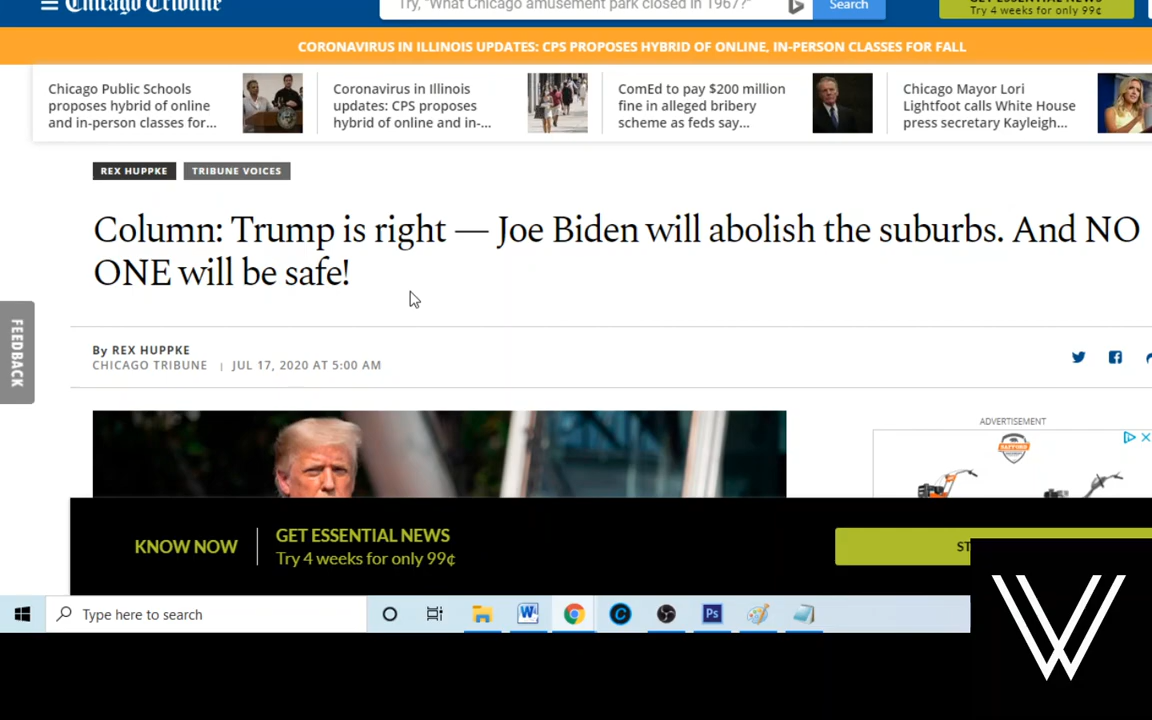 Chicago Tribune
Try, "What Chicago amusement park closed in 1967?"
Search
GET ESSENTIAL NEWS
Try 4 weeks for only 99¢
CORONAVIRUS IN ILLINOIS UPDATES: CPS PROPOSES HYBRID OF ONLINE, IN-PERSON CLASSES FOR FALL
Chicago Public Schools
proposes hybrid of online
and in-person classes for...
Coronavirus in Illinois
updates: CPS proposes
hybrid of online and in-...
ComEd to pay $200 million
fine in alleged bribery
scheme as feds say...
Chicago Mayor Lori
Lightfoot calls White House
press secretary Kayleigh...
REX HUPPKE
TRIBUNE VOICES
Column: Trump is right — Joe Biden will abolish the suburbs. And NO
ONE will be safe!
FEEDBACK
By REX HUPPKE
CHICAGO TRIBUNE | JUL 17, 2020 AT 5:00 AM
ADVERTISEMENT
KNOW NOW
GET ESSENTIAL NEWS
Try 4 weeks for only 99¢
ST
Type here to search
W